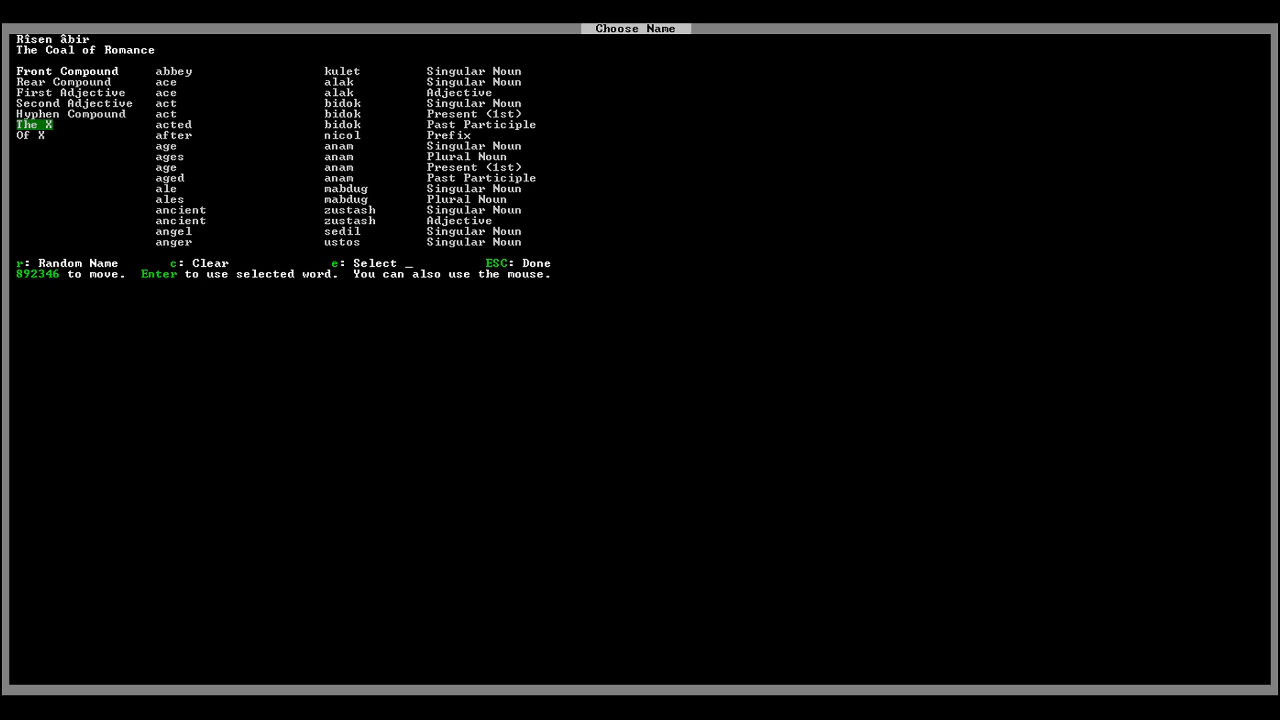 Choose Name
Rîsen âbir
The Coal of Romance
Front Compound abbey kulet Singular Noun
Rear Compound ace alak Singular Noun
First Adjective ace alak Adjective
Second Adjective act bidok Singular Noun
Hyphen Compound act bidok Present (1st)
The X acted bidok Past Participle
Of X after nicol Prefix
age anam Singular Noun
ages anam Plural Noun
age anam Present (1st)
aged anam Past Participle
ale mabdug Singular Noun
ales mabdug Plural Noun
ancient zustash Singular Noun
ancient zustash Adjective
angel sedil Singular Noun
anger ustos Singular Noun
r: Random Name c: Clear e: Select _ ESC: Done
892346 to move. Enter to use selected word. You can also use the mouse.